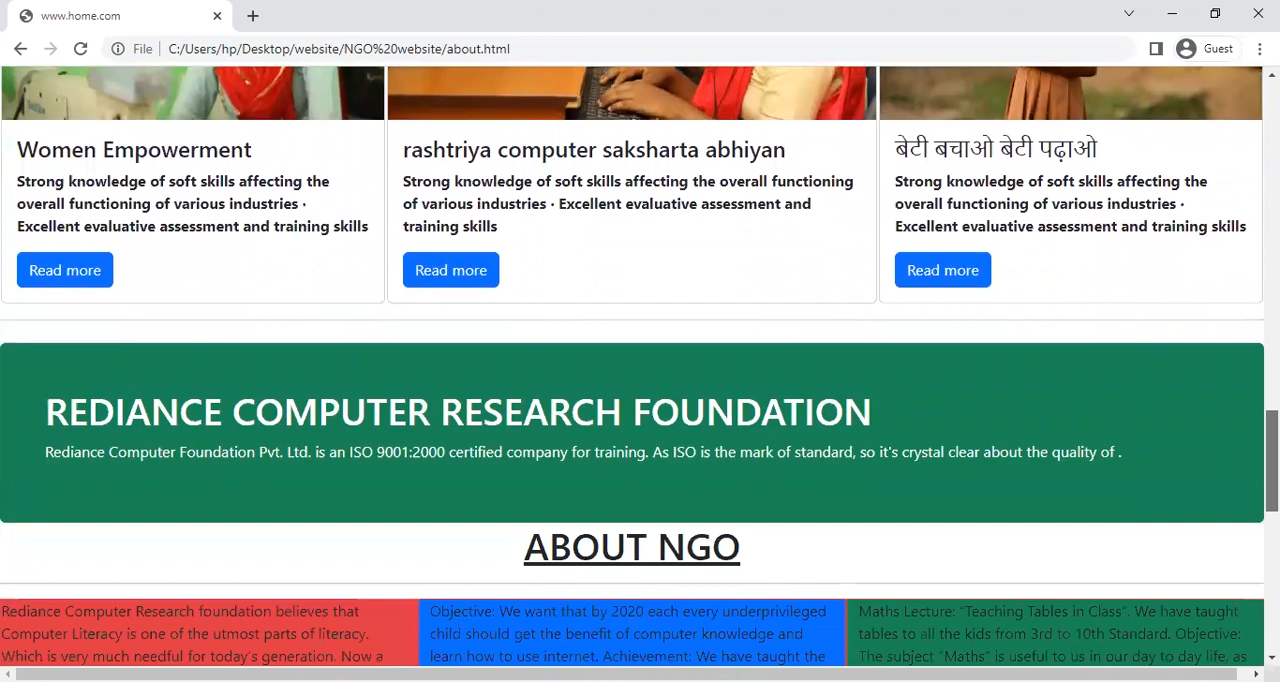 www.home.com
File
C:/Users/hp/Desktop/website/NGO%20website/about.html
Guest
Women Empowerment
Strong knowledge of soft skills affecting the
overall functioning of various industries ·
Excellent evaluative assessment and training skills
Read more
rashtriya computer saksharta abhiyan
Strong knowledge of soft skills affecting the overall functioning
of various industries · Excellent evaluative assessment and
training skills
Read more
बेटी बचाओ बेटी पढ़ाओ
Strong knowledge of soft skills affecting the
overall functioning of various industries ·
Excellent evaluative assessment and training skills
Read more
REDIANCE COMPUTER RESEARCH FOUNDATION
Rediance Computer Foundation Pvt. Ltd. is an ISO 9001:2000 certified company for training. As ISO is the mark of standard, so it's crystal clear about the quality of .
ABOUT NGO
Rediance Computer Research foundation believes that
Computer Literacy is one of the utmost parts of literacy.
Which is very much needful for today's generation. Now a
Objective: We want that by 2020 each every underprivileged
child should get the benefit of computer knowledge and
learn how to use internet. Achievement: We have taught the
Maths Lecture: "Teaching Tables in Class". We have taught
tables to all the kids from 3rd to 10th Standard. Objective:
The subject "Maths" is useful to us in our day to day life, as